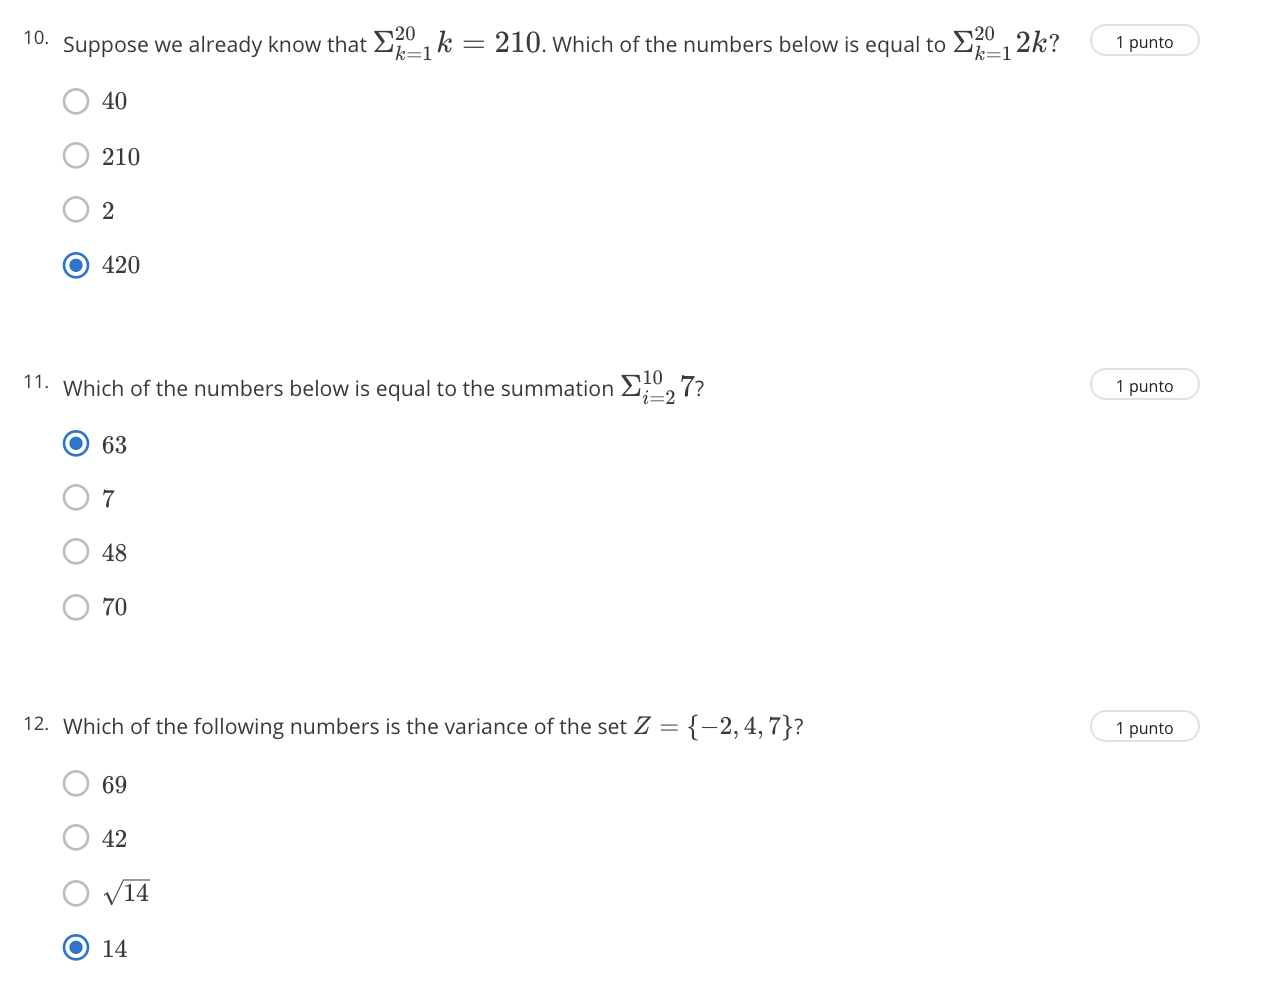 10. Suppose we already know that $\Sigma_{k=1}^{20} k = 210$. Which of the numbers below is equal to $\Sigma_{k=1}^{20} 2k$? 1 punto
40
210
2
420
11. Which of the numbers below is equal to the summation $\Sigma_{i=2}^{10} 7$? 1 punto
63
7
48
70
12. Which of the following numbers is the variance of the set $Z = \{-2, 4, 7\}$? 1 punto
69
42
$\sqrt{14}$
14